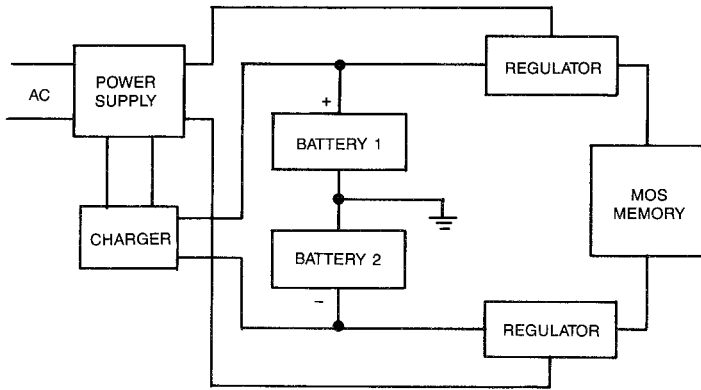 REGULATOR
POWER
SUPPLY
AC
+
BATTERY 1
MOS
MEMORY
CHARGER
BATTERY 2
–
REGULATOR